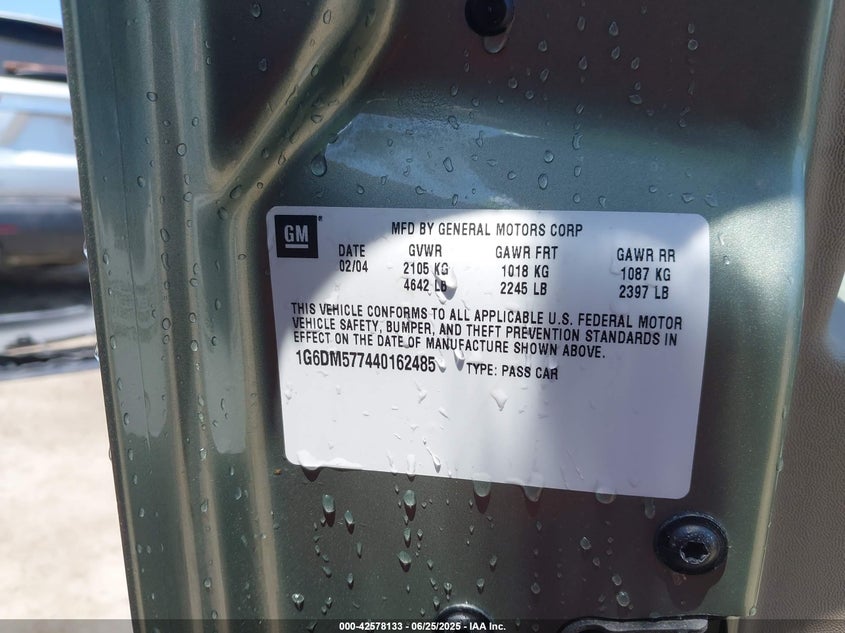 GM
MFD BY GENERAL MOTORS CORP
DATE GVWR GAWR FRT GAWR RR
02/04 2105 KG 1018 KG 1087 KG
4642 LB 2245 LB 2397 LB
THIS VEHICLE CONFORMS TO ALL APPLICABLE U.S. FEDERAL MOTOR
VEHICLE SAFETY, BUMPER, AND THEFT PREVENTION STANDARDS IN
EFFECT ON THE DATE OF MANUFACTURE SHOWN ABOVE.
1G6DM577440162485 TYPE: PASS CAR
000-42578133 - 06/25/2025 - IAA Inc.